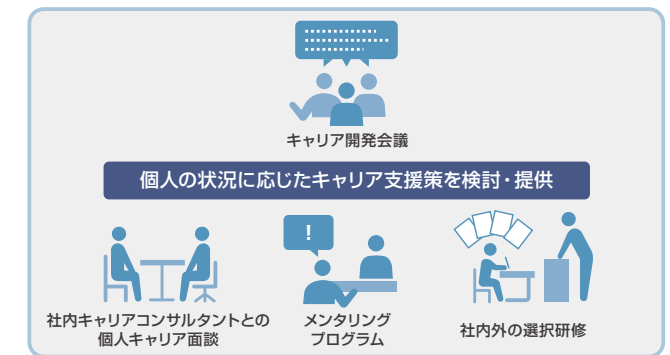 キャリア開発会議
個人の状況に応じたキャリア支援策を検討・提供
!
社内キャリアコンサルタントとの
個人キャリア面談
メンタリング
プログラム
社内外の選択研修